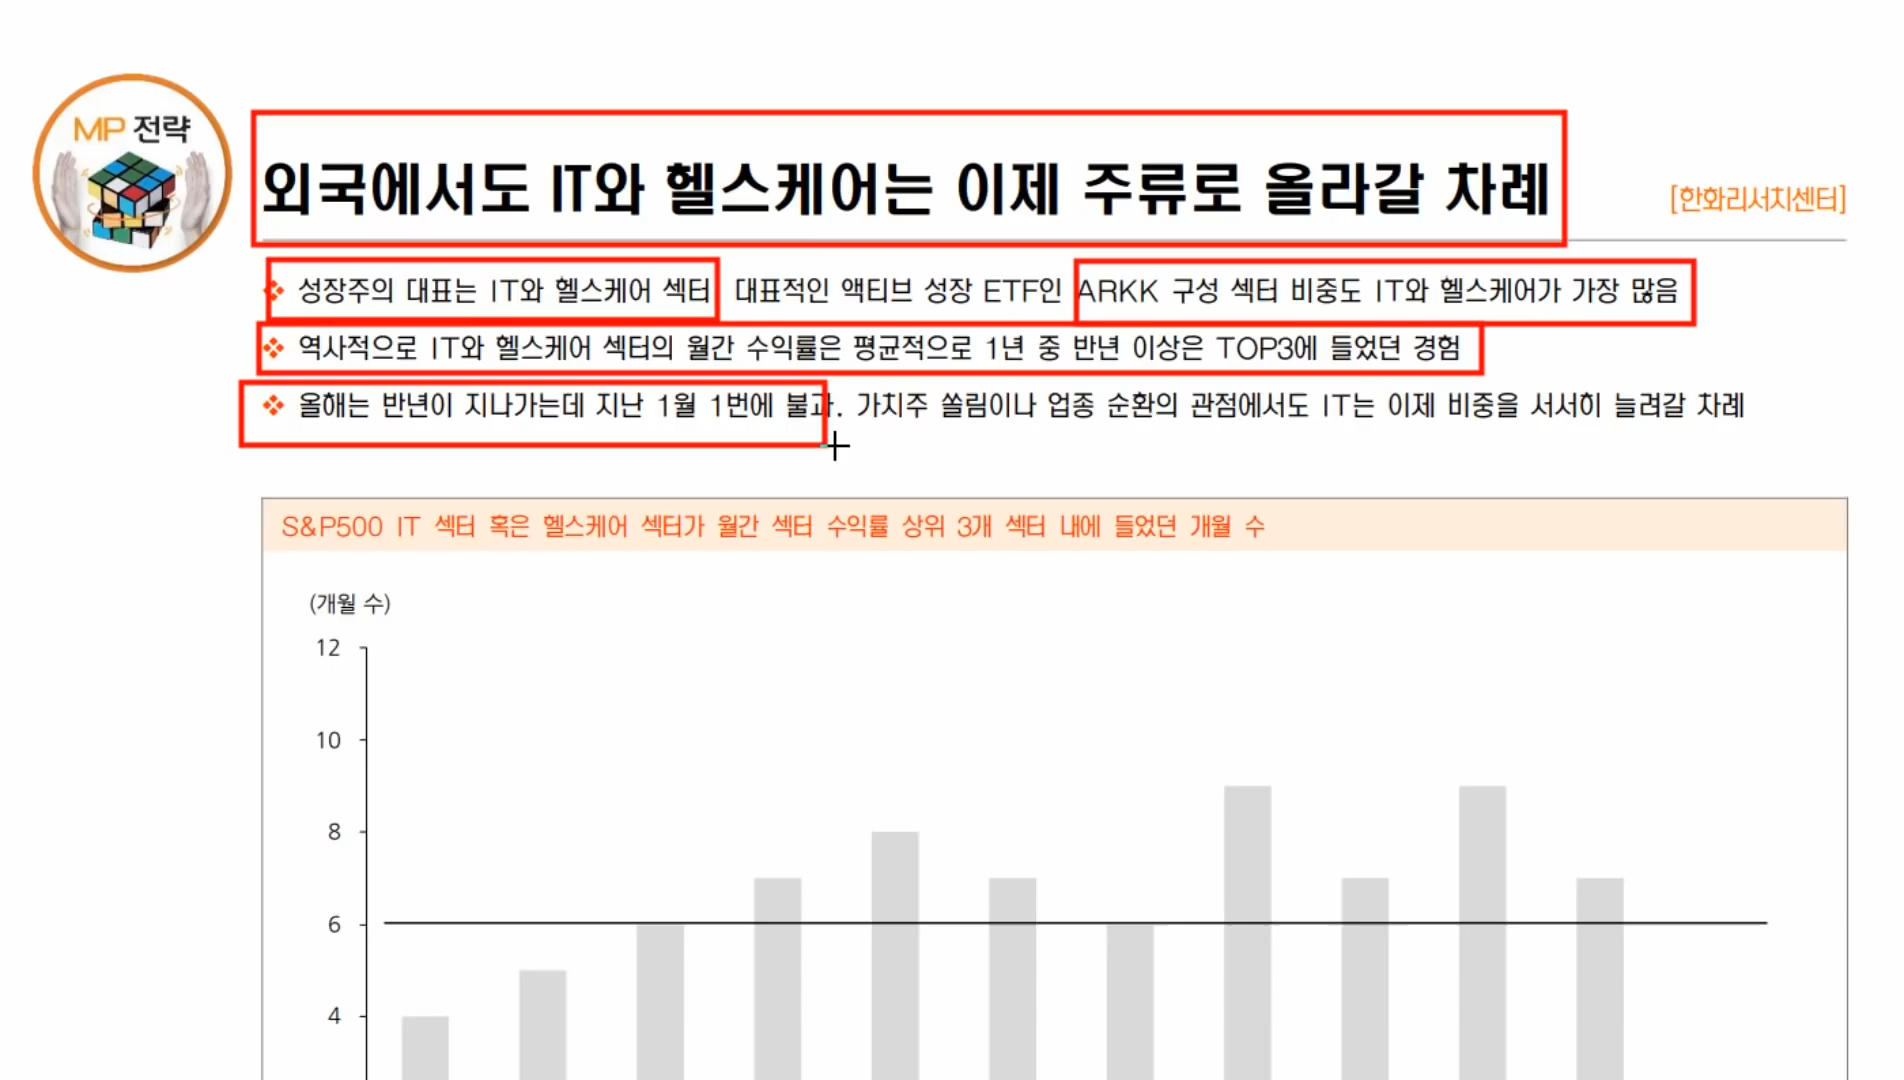 MP 전략
외국에서도 IT와 헬스케어는 이제 주류로 올라갈 차례
[한화리서치센터]
❖ 성장주의 대표는 IT와 헬스케어 섹터 대표적인 액티브 성장 ETF인 ARKK 구성 섹터 비중도 IT와 헬스케어가 가장 많음
❖ 역사적으로 IT와 헬스케어 섹터의 월간 수익률은 평균적으로 1년 중 반년 이상은 TOP3에 들었던 경험
❖ 올해는 반년이 지나가는데 지난 1월 1번에 불과. 가치주 쏠림이나 업종 순환의 관점에서도 IT는 이제 비중을 서서히 늘려갈 차례
S&P500 IT 섹터 혹은 헬스케어 섹터가 월간 섹터 수익률 상위 3개 섹터 내에 들었던 개월 수
(개월 수)
12
10
8
6
4